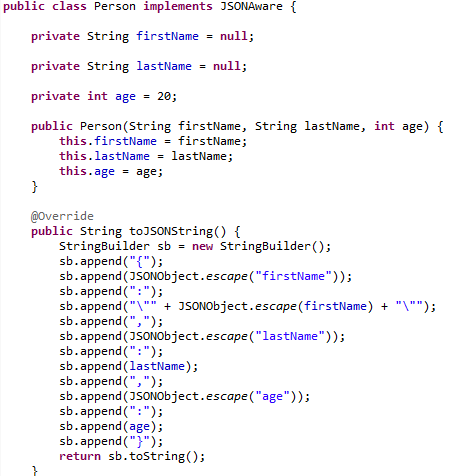 public class Person implements JSONAware {
private String firstName = null;
private String lastName = null;
private int age = 20;
public Person(String firstName, String lastName, int age) {
this.firstName = firstName;
this.lastName = lastName;
this.age = age;
}
@Override
public String toJSONString() {
StringBuilder sb = new StringBuilder();
sb.append("{");
sb.append(JSONObject.escape("firstName"));
sb.append(":");
sb.append("\"" + JSONObject.escape(firstName) + "\"");
sb.append(",");
sb.append(JSONObject.escape("lastName"));
sb.append(":");
sb.append(lastName);
sb.append(",");
sb.append(JSONObject.escape("age"));
sb.append(":");
sb.append(age);
sb.append("}");
return sb.toString();
}